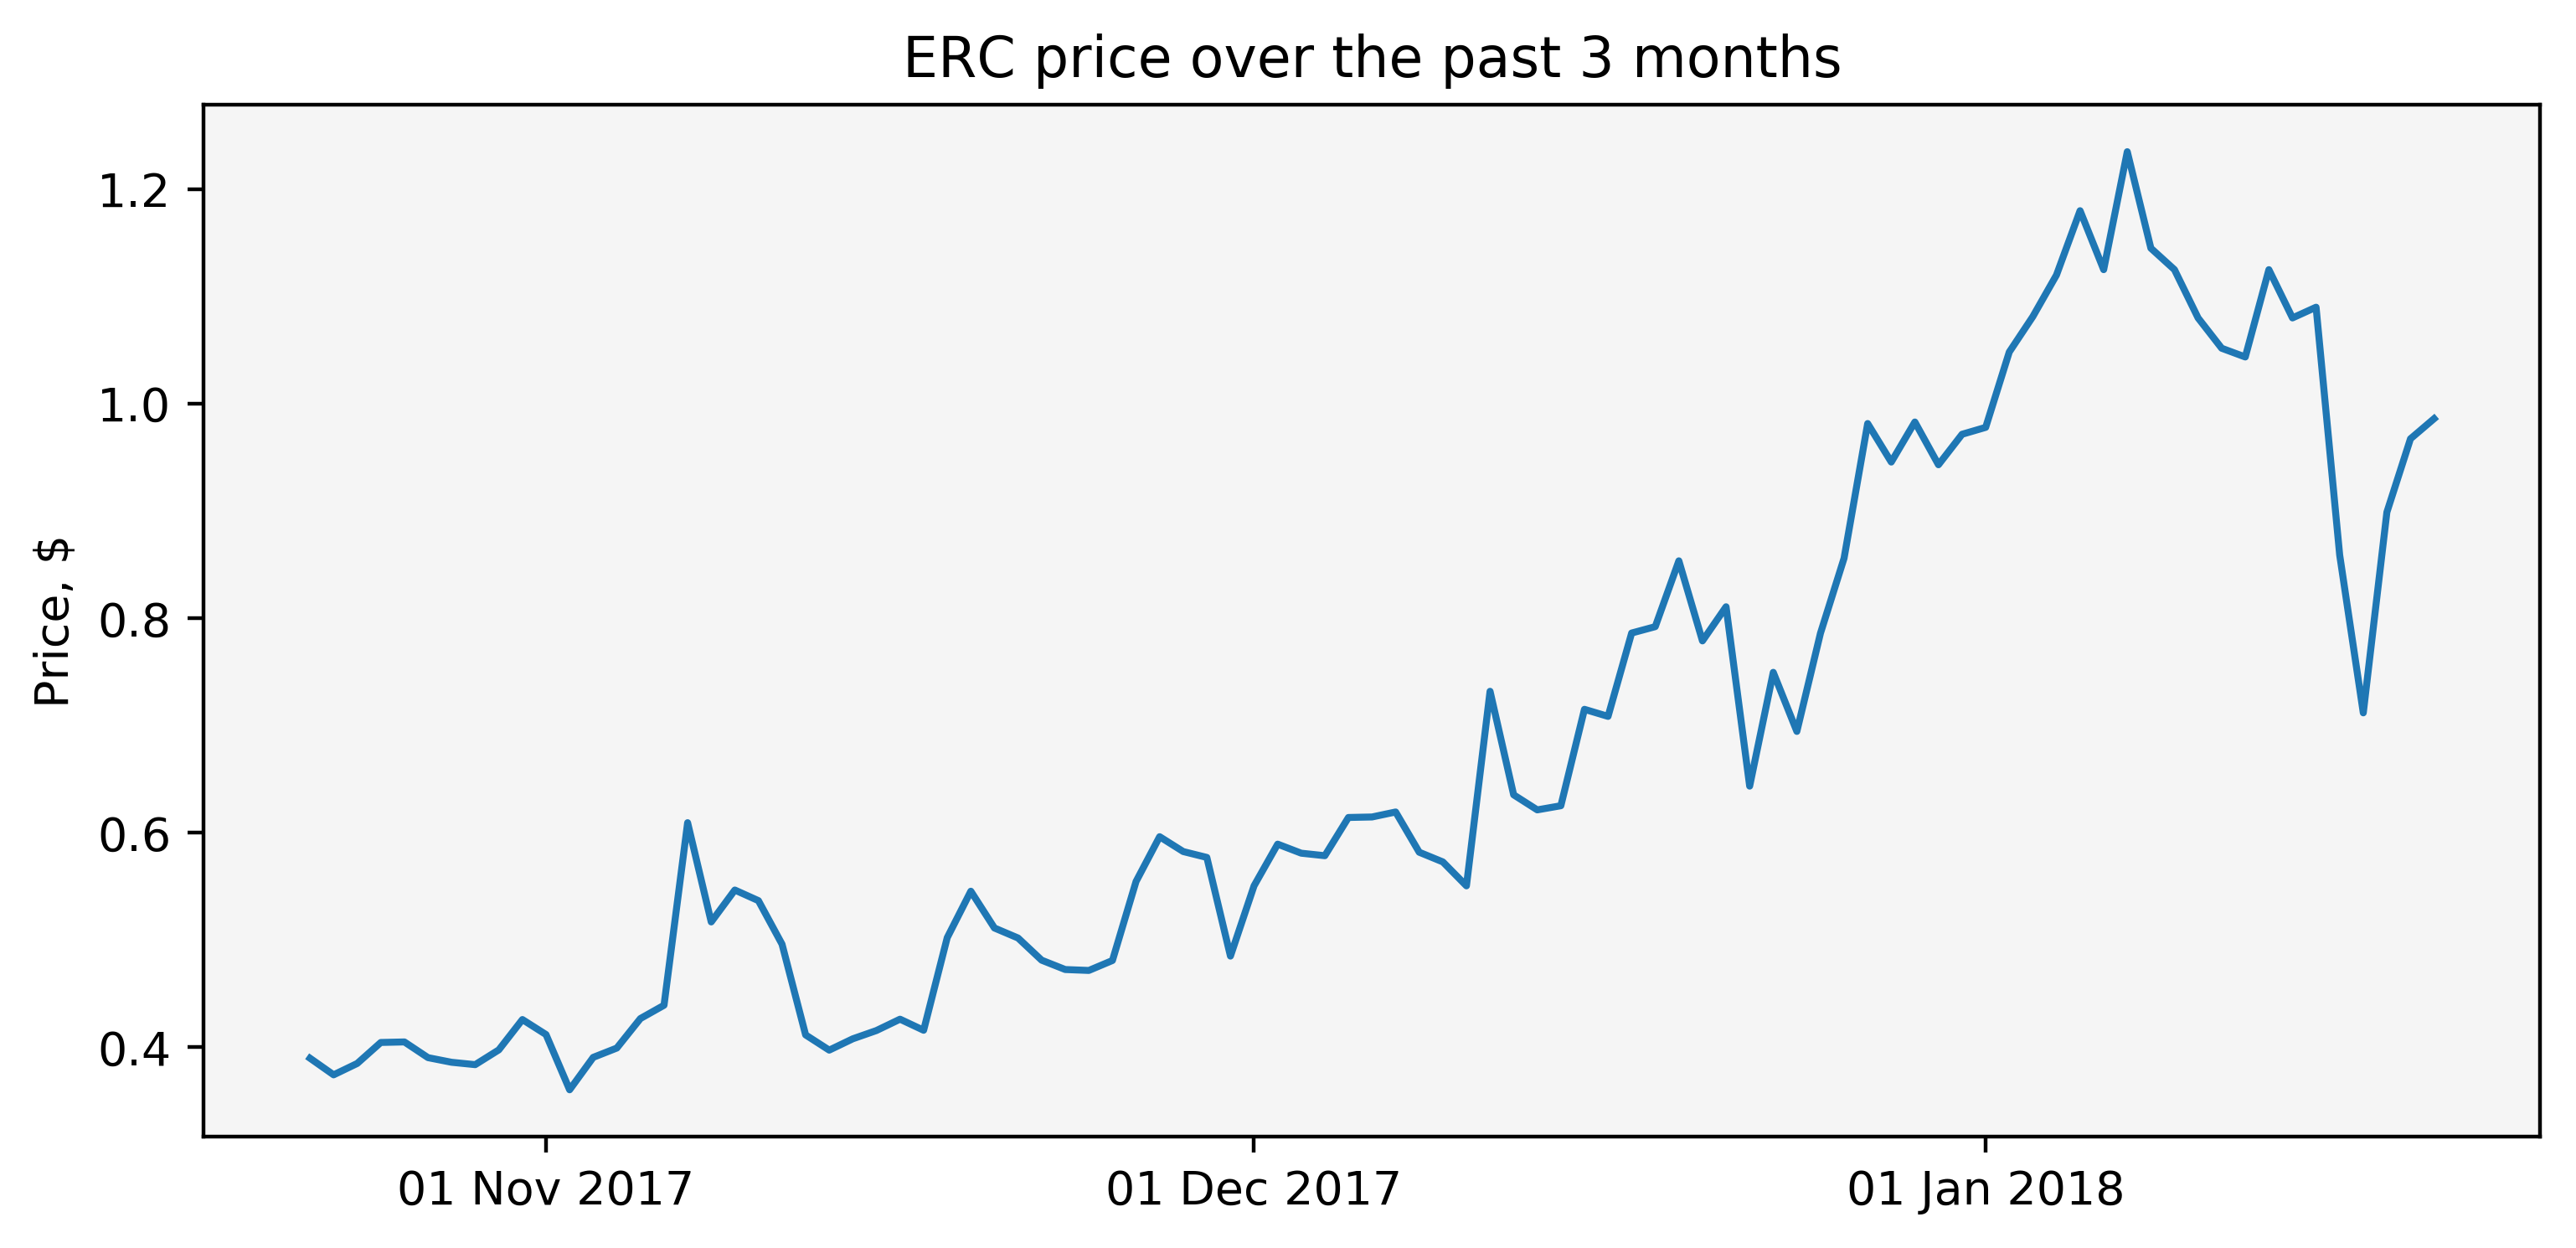 ERC price over the past 3 months
Price, $
1.2
1.0
0.8
0.6
0.4
01 Nov 2017
01 Dec 2017
01 Jan 2018